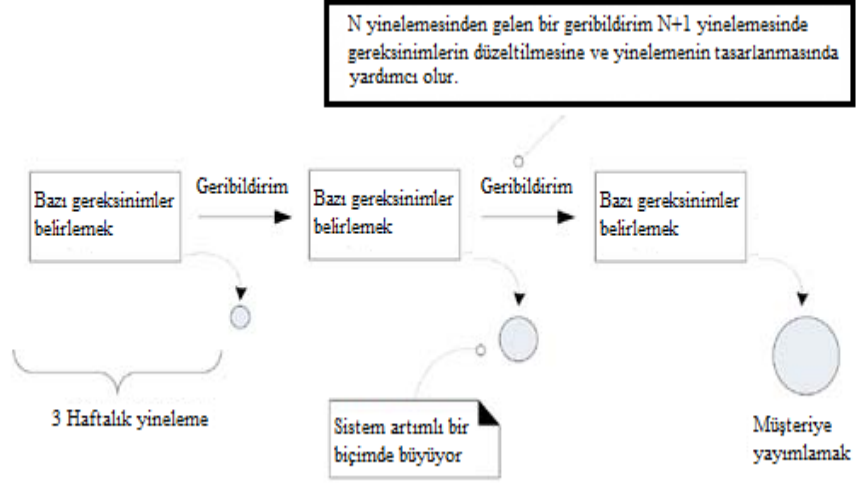 N yinelemesinden gelen bir geribildirim N+1 yinelemesinde
gereksinimlerin düzeltilmesine ve yinelemenin tasarlanmasında
yardımcı olur.
Bazı gereksinimler
belirlemek
Geribildirim
Bazı gereksinimler
belirlemek
Geribildirim
Bazı gereksinimler
belirlemek
3 Haftalık yineleme
Sistem artımlı bir
biçimde büyüyor
Müşteriye
yayımlamak